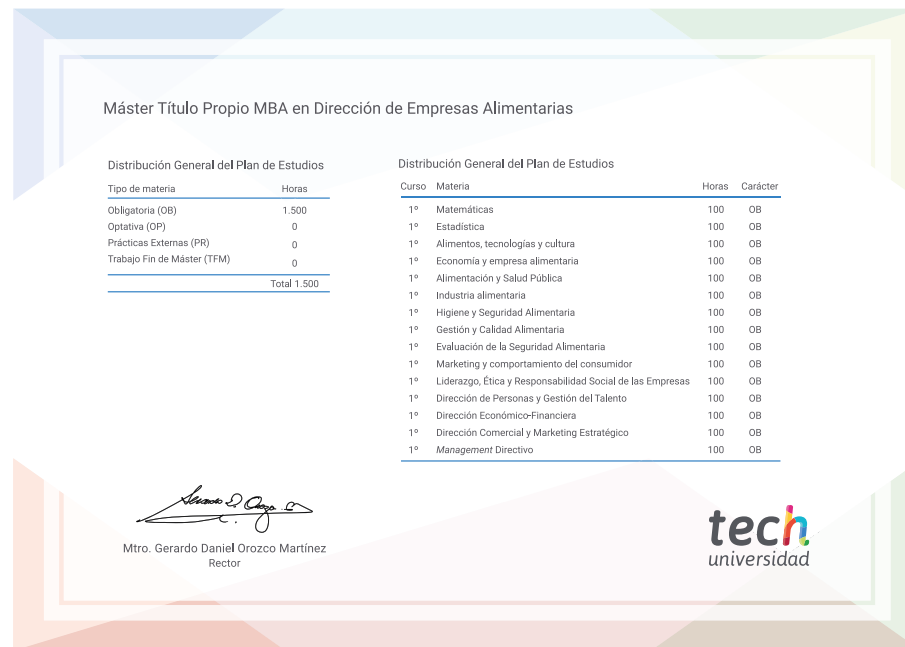 Máster Título Propio MBA en Dirección de Empresas Alimentarias
Distribución General del Plan de Estudios
Tipo de materia Horas
Obligatoria (OB) 1.500
Optativa (OP) 0
Prácticas Externas (PR) 0
Trabajo Fin de Máster (TFM) 0
Total 1.500
Distribución General del Plan de Estudios
Curso Materia Horas Carácter
1º Matemáticas 100 OB
1º Estadística 100 OB
1º Alimentos, tecnologías y cultura 100 OB
1º Economía y empresa alimentaria 100 OB
1º Alimentación y Salud Pública 100 OB
1º Industria alimentaria 100 OB
1º Higiene y Seguridad Alimentaria 100 OB
1º Gestión y Calidad Alimentaria 100 OB
1º Evaluación de la Seguridad Alimentaria 100 OB
1º Marketing y comportamiento del consumidor 100 OB
1º Liderazgo, Ética y Responsabilidad Social de las Empresas 100 OB
1º Dirección de Personas y Gestión del Talento 100 OB
1º Dirección Económico-Financiera 100 OB
1º Dirección Comercial y Marketing Estratégico 100 OB
1º Management Directivo 100 OB
Mtro. Gerardo Daniel Orozco Martínez
Rector
tech
universidad